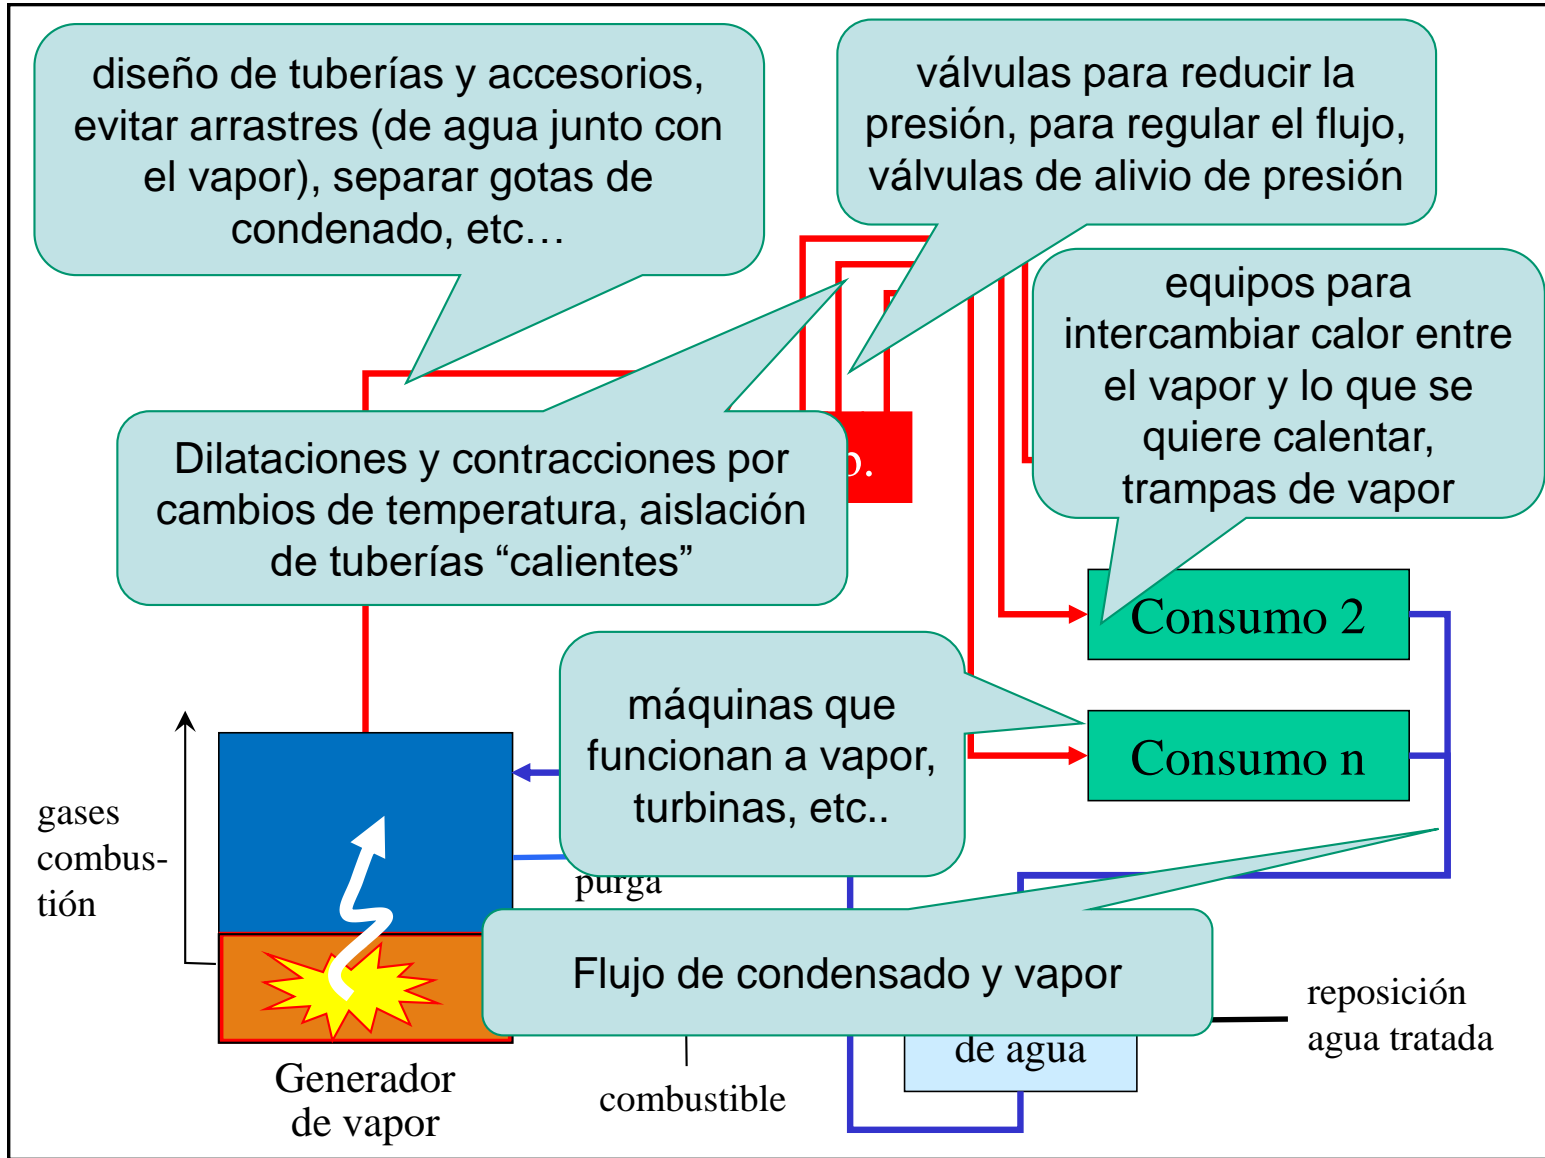 diseño de tuberías y accesorios,
evitar arrastres (de agua junto con
el vapor), separar gotas de
condenado, etc…
válvulas para reducir la
presión, para regular el flujo,
válvulas de alivio de presión
equipos para
intercambiar calor entre
el vapor y lo que se
quiere calentar,
trampas de vapor
Dilataciones y contracciones por
cambios de temperatura, aislación
de tuberías “calientes”
Consumo 2
máquinas que
funcionan a vapor,
turbinas, etc..
Consumo n
gases
combus-
tión
purga
Flujo de condensado y vapor
reposición
agua tratada
de agua
Generador
de vapor
combustible